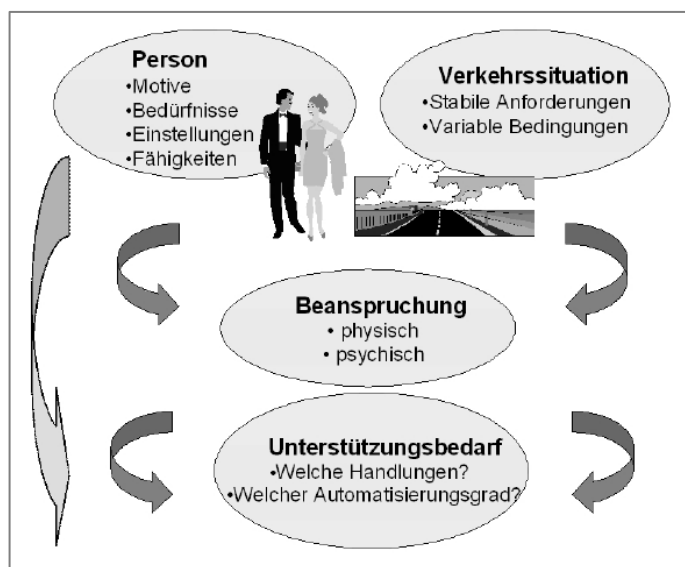 Person
•Motive
•Bedürfnisse
•Einstellungen
•Fähigkeiten
Verkehrssituation
•Stabile Anforderungen
•Variable Bedingungen
Beanspruchung
• physisch
• psychisch
Unterstützungsbedarf
•Welche Handlungen?
•Welcher Automatisierungsgrad?